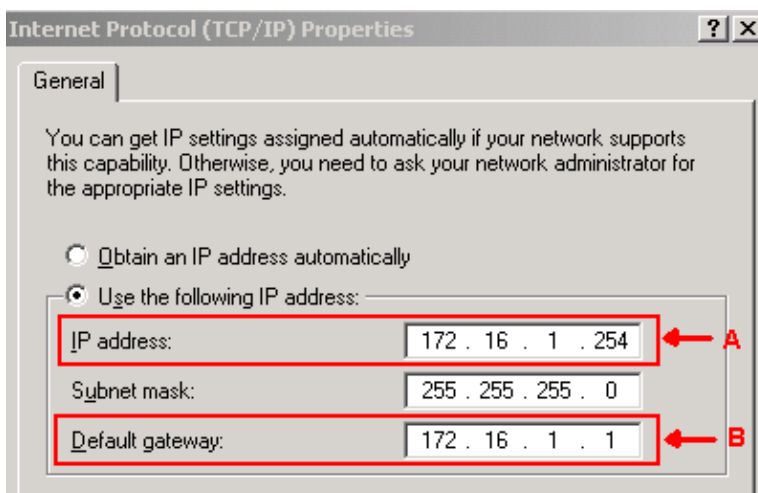 Internet Protocol (TCP/IP) Properties ? X
General
You can get IP settings assigned automatically if your network supports
this capability. Otherwise, you need to ask your network administrator for
the appropriate IP settings.
Obtain an IP address automatically
Use the following IP address:
IP address: 172 . 16 . 1 . 254 A
Subnet mask: 255 . 255 . 255 . 0
Default gateway: 172 . 16 . 1 . 1 B